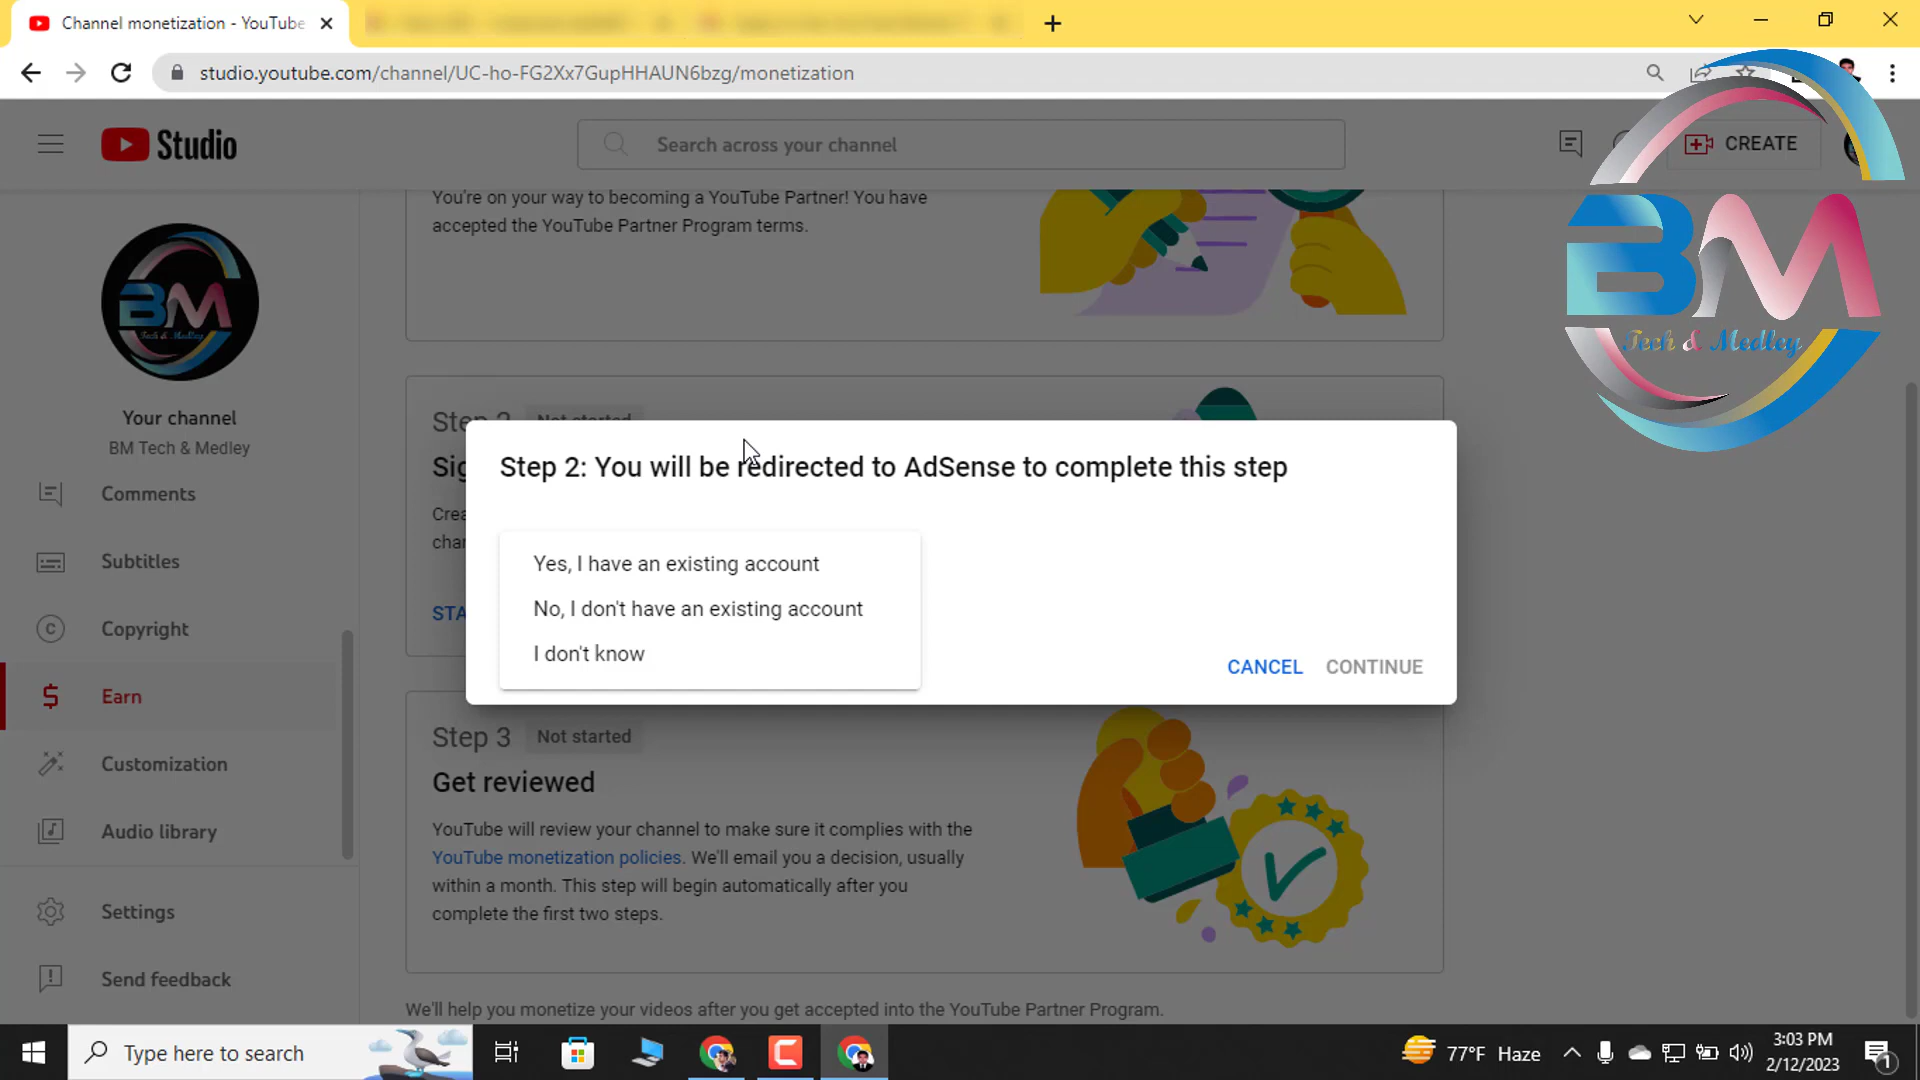 Channel monetization - YouTube
studio.youtube.com/channel/UC-ho-FG2Xx7GupHHAUN6bzg/monetization
Studio
Search across your channel
CREATE
BM
Tech & Medley
You're on your way to becoming a YouTube Partner! You have
accepted the YouTube Partner Program terms.
BM
Tech & Medley
Your channel
BM Tech & Medley
Comments
Subtitles
Copyright
Earn
Customization
Audio library
Settings
Send feedback
Step 2: You will be redirected to AdSense to complete this step
Yes, I have an existing account
No, I don't have an existing account
I don't know
CANCEL
CONTINUE
Step 3
Not started
Get reviewed
YouTube will review your channel to make sure it complies with the
YouTube monetization policies. We'll email you a decision, usually
within a month. This step will begin automatically after you
complete the first two steps.
We'll help you monetize your videos after you get accepted into the YouTube Partner Program.
Type here to search
77°F Haze
3:03 PM
2/12/2023
1